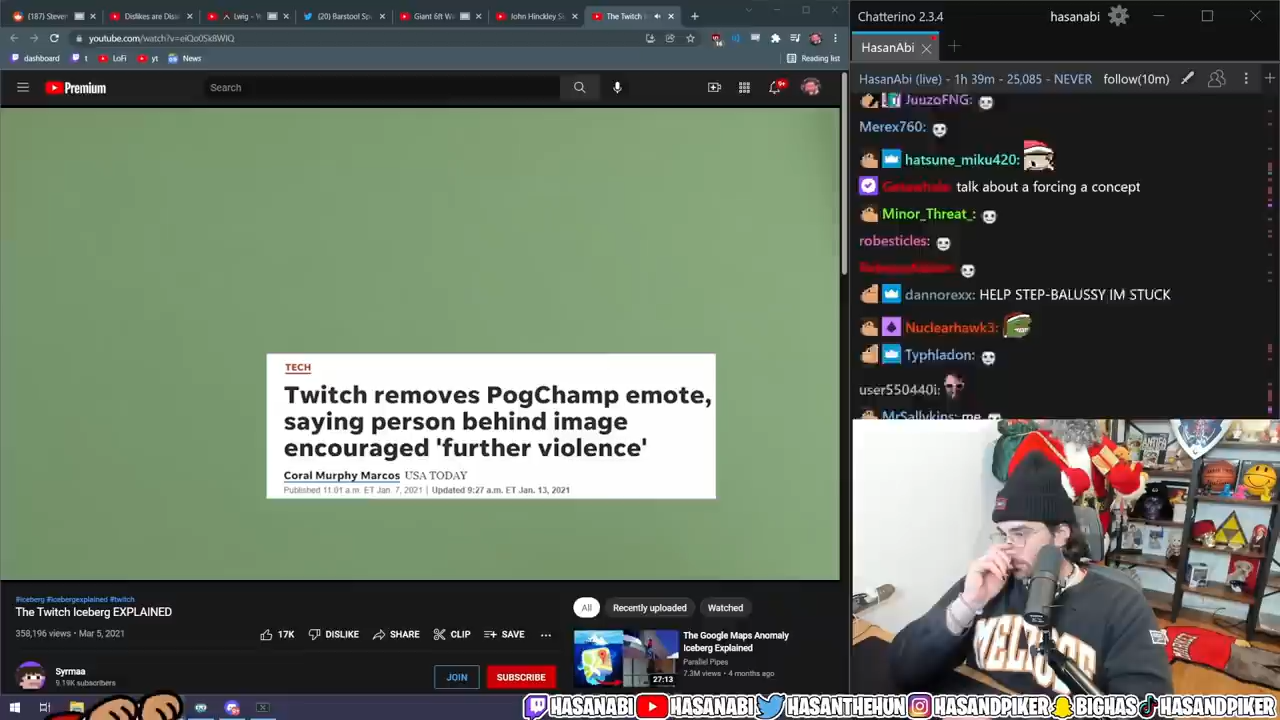 (187) Steven
Dislikes are Disa
Lwig - Y
(20) Barstool Sp
Giant 6ft W
John Hinckley S
The Twitch I
youtube.com/watch?v=eiQo0Sk8WIQ
dashboard
t
LoFi
yt
News
Reading list
Premium
Search
9+
TECH
Twitch removes PogChamp emote,
saying person behind image
encouraged 'further violence'
Coral Murphy Marcos USA TODAY
Published 11:01 a.m. ET Jan. 7, 2021 | Updated 9:27 a.m. ET Jan. 13, 2021
#iceberg #icebergexplained #twitch
The Twitch Iceberg EXPLAINED
358,196 views • Mar 5, 2021
17K
DISLIKE
SHARE
CLIP
SAVE
Syrmaa
9.19K subscribers
JOIN
SUBSCRIBE
All
Recently uploaded
Watched
The Google Maps Anomaly
Iceberg Explained
Parallel Pipes
7.3M views • 4 months ago
27:13
Chatterino 2.3.4
hasanabi
HasanAbi
HasanAbi (live) - 1h 39m - 25,085 - NEVER
follow(10m)
JuuzoFNG:
Merex760:
hatsune_miku420:
talk about a forcing a concept
Minor_Threat_:
robesticles:
dannorexx: HELP STEP-BALUSSY IM STUCK
Nuclearhawk3:
Typhladon:
user550440i:
MrSallykins: me
HASANABI
HASANABI
HASANTHEHUN
HASANDPIKER
BIGHAS
HASANDPIKER